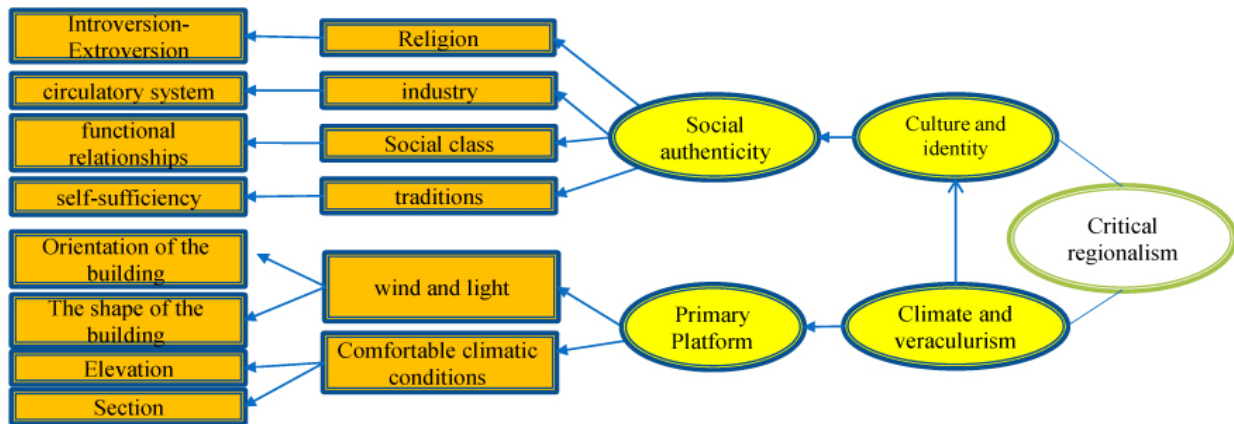 Introversion-
Extroversion
Religion
circulatory system
industry
functional
relationships
Social class
self-sufficiency
traditions
Social
authenticity
Culture and
identity
Critical
regionalism
Orientation of the
building
The shape of the
building
wind and light
Elevation
Section
Comfortable climatic
conditions
Primary
Platform
Climate and
veraculurism